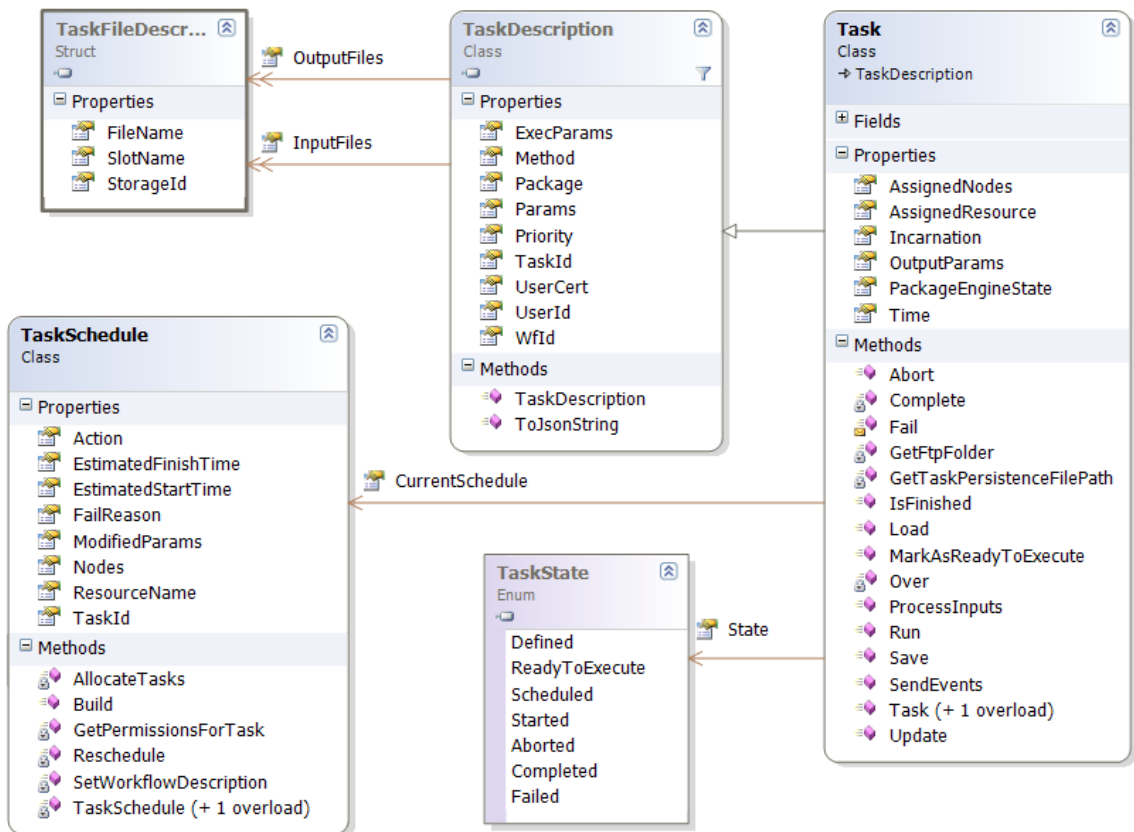 TaskFileDescr...
Struct
Properties
FileName
SlotName
StorageId
OutputFiles
InputFiles
TaskDescription
Class
Properties
ExecParams
Method
Package
Params
Priority
TaskId
UserCert
UserId
WfId
Methods
TaskDescription
ToJsonString
Task
Class
TaskDescription
Fields
Properties
AssignedNodes
AssignedResource
Incarnation
OutputParams
PackageEngineState
Time
Methods
Abort
Complete
Fail
GetFtpFolder
GetTaskPersistenceFilePath
IsFinished
Load
MarkAsReadyToExecute
Over
ProcessInputs
Run
Save
SendEvents
Task (+ 1 overload)
Update
TaskSchedule
Class
Properties
Action
EstimatedFinishTime
EstimatedStartTime
FailReason
ModifiedParams
Nodes
ResourceName
TaskId
Methods
AllocateTasks
Build
GetPermissionsForTask
Reschedule
SetWorkflowDescription
TaskSchedule (+ 1 overload)
CurrentSchedule
TaskState
Enum
Defined
ReadyToExecute
Scheduled
Started
Aborted
Completed
Failed
State